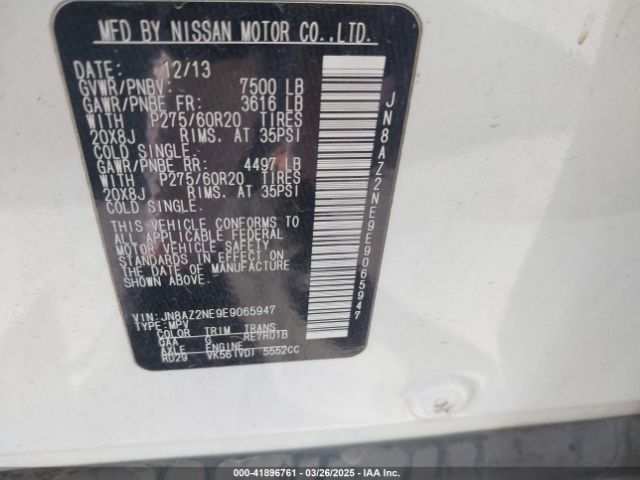 MFD BY NISSAN MOTOR CO.,LTD.
DATE: 12/13
GVWR/PNBV: 7500 LB
GAWR/PNBE FR: 3616 LB
WITH P275/60R20 TIRES
20X8J RIMS. AT 35PSI
COLD SINGLE.
GAWR/PNBE RR: 4497 LB
WITH P275/60R20 TIRES
20X8J RIMS. AT 35PSI
COLD SINGLE.
THIS VEHICLE CONFORMS TO
ALL APPLICABLE FEDERAL
MOTOR VEHICLE SAFETY
STANDARDS IN EFFECT ON
THE DATE OF MANUFACTURE
SHOWN ABOVE.
VIN: JN8AZ2NE9E9065947
TYPE: MPV
COLOR TRIM TRANS
QAA G RE7R01B
AXLE ENGINE
RD29 VK56(VD) 5552CC
JN8AZ2NE9E9065947
000-41896761 | 03/26/2025 | IAA Inc.